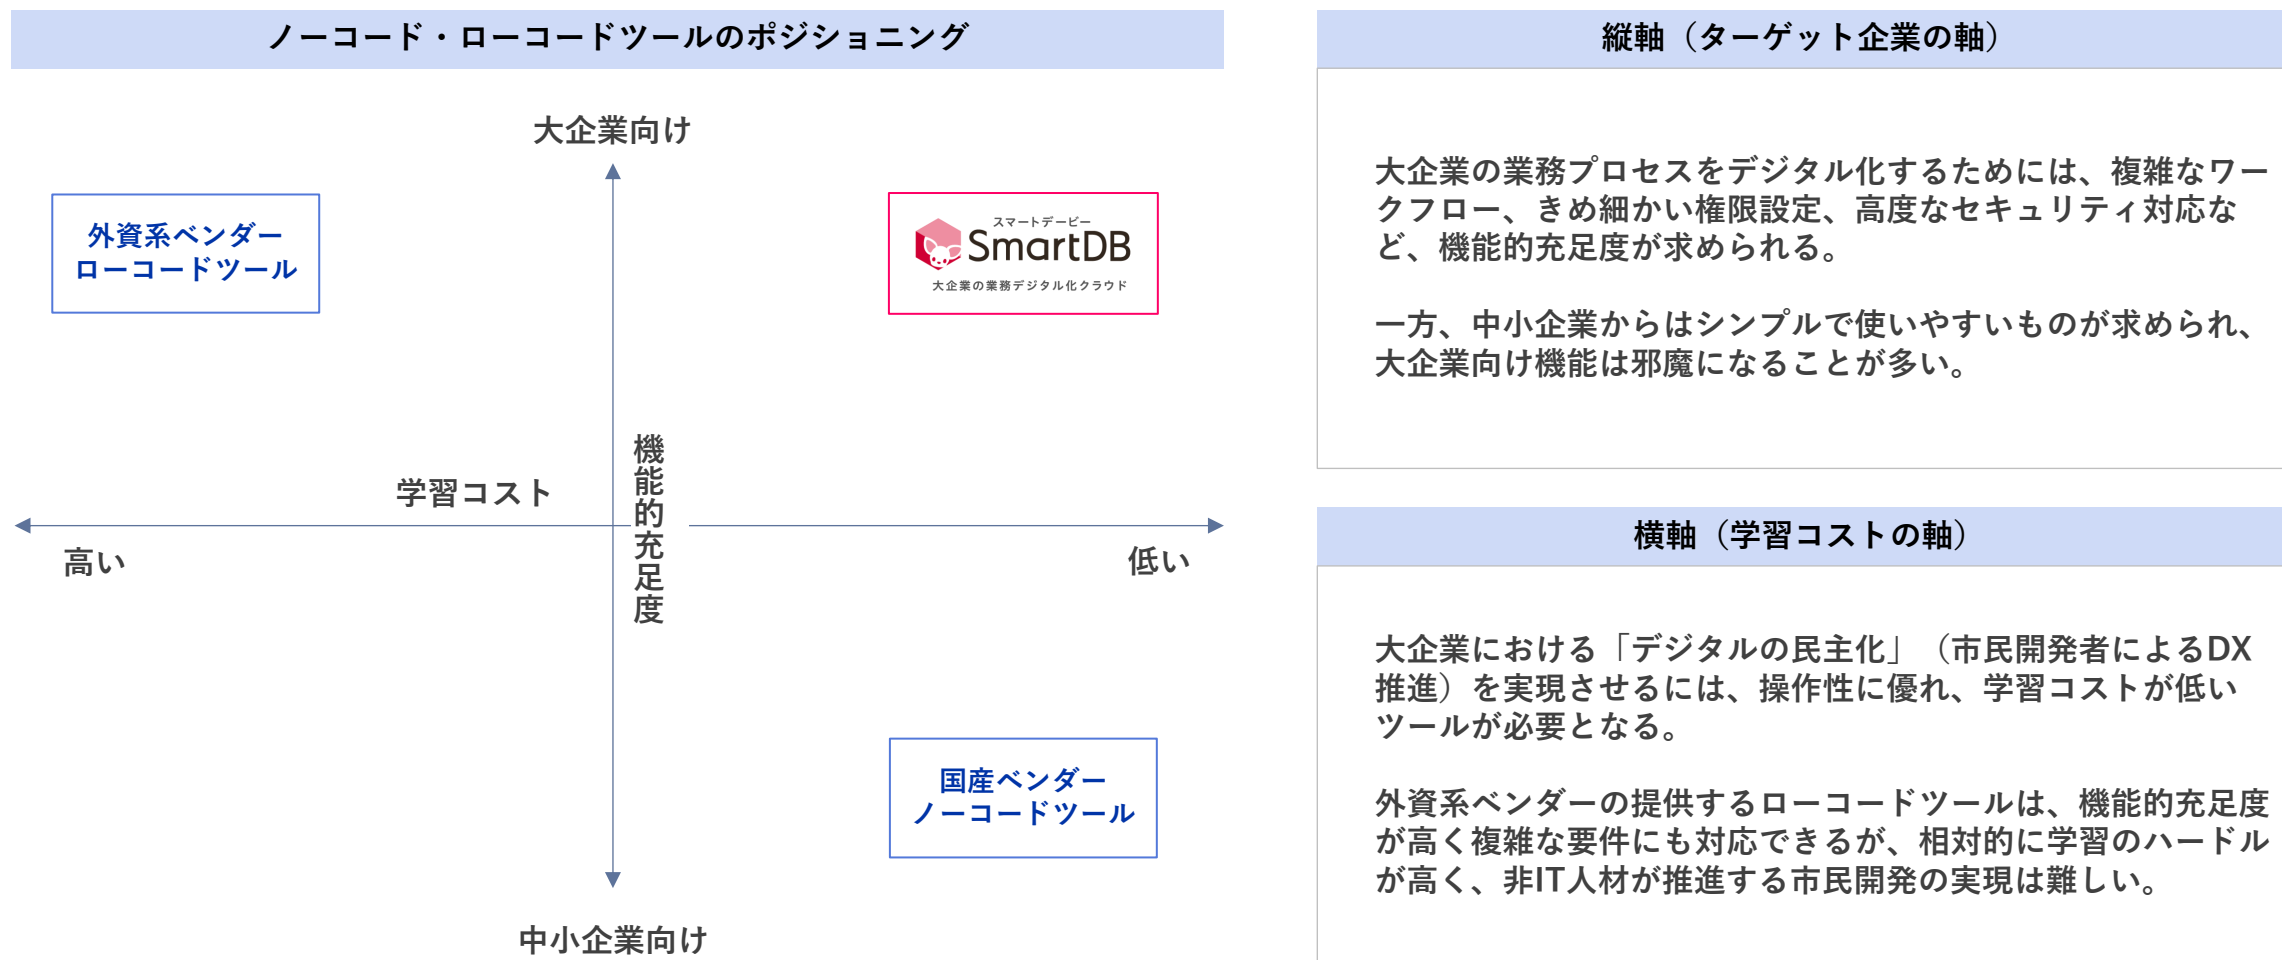 ノーコード・ローコードツールのポジショニング
大企業向け
外資系ベンダー
ローコードツール
スマートデービー
SmartDB
大企業の業務デジタル化クラウド
学習コスト
機能的充足度
高い
低い
国産ベンダー
ノーコードツール
中小企業向け
縦軸（ターゲット企業の軸）
大企業の業務プロセスをデジタル化するためには、複雑なワー
クフロー、きめ細かい権限設定、高度なセキュリティ対応な
ど、機能的充足度が求められる。
一方、中小企業からはシンプルで使いやすいものが求められ、
大企業向け機能は邪魔になることが多い。
横軸（学習コストの軸）
大企業における「デジタルの民主化」（市民開発者によるDX
推進）を実現させるには、操作性に優れ、学習コストが低い
ツールが必要となる。
外資系ベンダーの提供するローコードツールは、機能的充足度
が高く複雑な要件にも対応できるが、相対的に学習のハードル
が高く、非IT人材が推進する市民開発の実現は難しい。